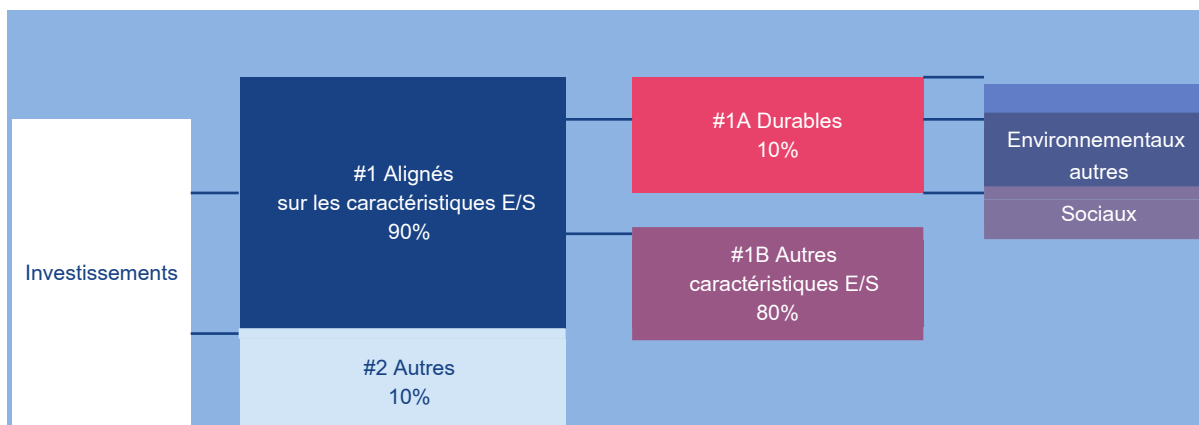 Investissements
#1 Alignés
sur les caractéristiques E/S
90%
#2 Autres
10%
#1A Durables
10%
#1B Autres
caractéristiques E/S
80%
Environnementaux
autres
Sociaux